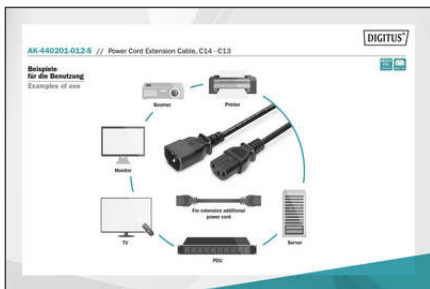 DIGITUS®
AK-440201-012-S // Power Cord Extension Cable, C14 - C13
Beispiele
für die Benutzung
Examples of use
Beamer
Printer
Monitor
For extension additional
power cord
TV
Server
PDU